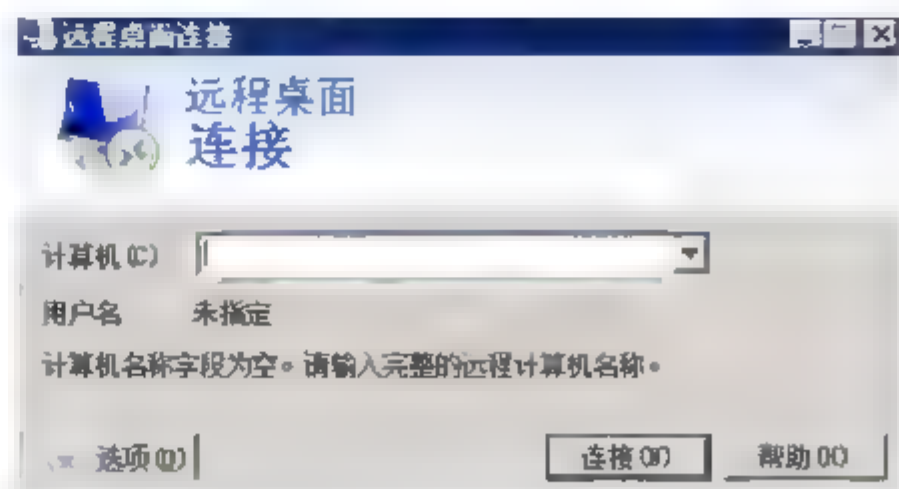 远程桌面连接
远程桌面
连接
计算机(C)
用户名 未指定
计算机名称字段为空。请输入完整的远程计算机名称。
选项(O) 连接(N) 帮助(H)